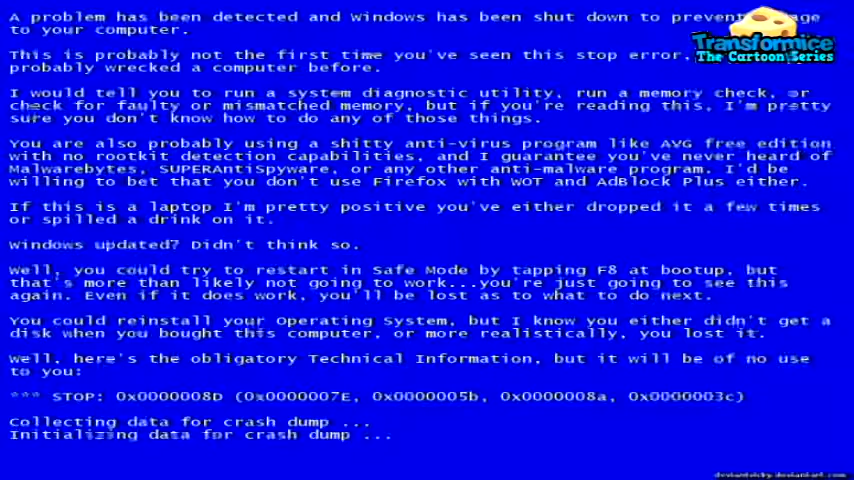 A problem has been detected and Windows has been shut down to prevent
to your computer.
This is probably not the first time you've seen this stop error,
probably wrecked a computer before.
I would tell you to run a system diagnostic utility, run a memory check, or
check for faulty or mismatched memory, but if you're reading this, I'm pretty
sure you don't know how to do any of those things.
You are also probably using a shitty anti-virus program like AVG free edition
with no rootkit detection capabilities, and I guarantee you've never heard of
Malwarebytes, SUPERAntiSpyware, or any other anti-malware program. I'd be
willing to bet that you don't use Firefox with WOT and AdBlock Plus either.
If this is a laptop I'm pretty positive you've either dropped it a few times
or spilled a drink on it.
Windows updated? Didn't think so.
Well, you could try to restart in Safe Mode by tapping F8 at bootup, but
that's more than likely not going to work...you're just going to see this
again. Even if it does work, you'll be lost as to what to do next.
You could reinstall your Operating System, but I know you either didn't get a
disk when you bought this computer, or more realistically, you lost it.
Well, here's the obligatory Technical Information, but it will be of no use
to you:
*** STOP: 0x0000008D (0x0000007E, 0x0000005b, 0x0000008a, 0x0000003c)
Collecting data for crash dump ...
Initializing data for crash dump ...
Transformice
The Cartoon Series